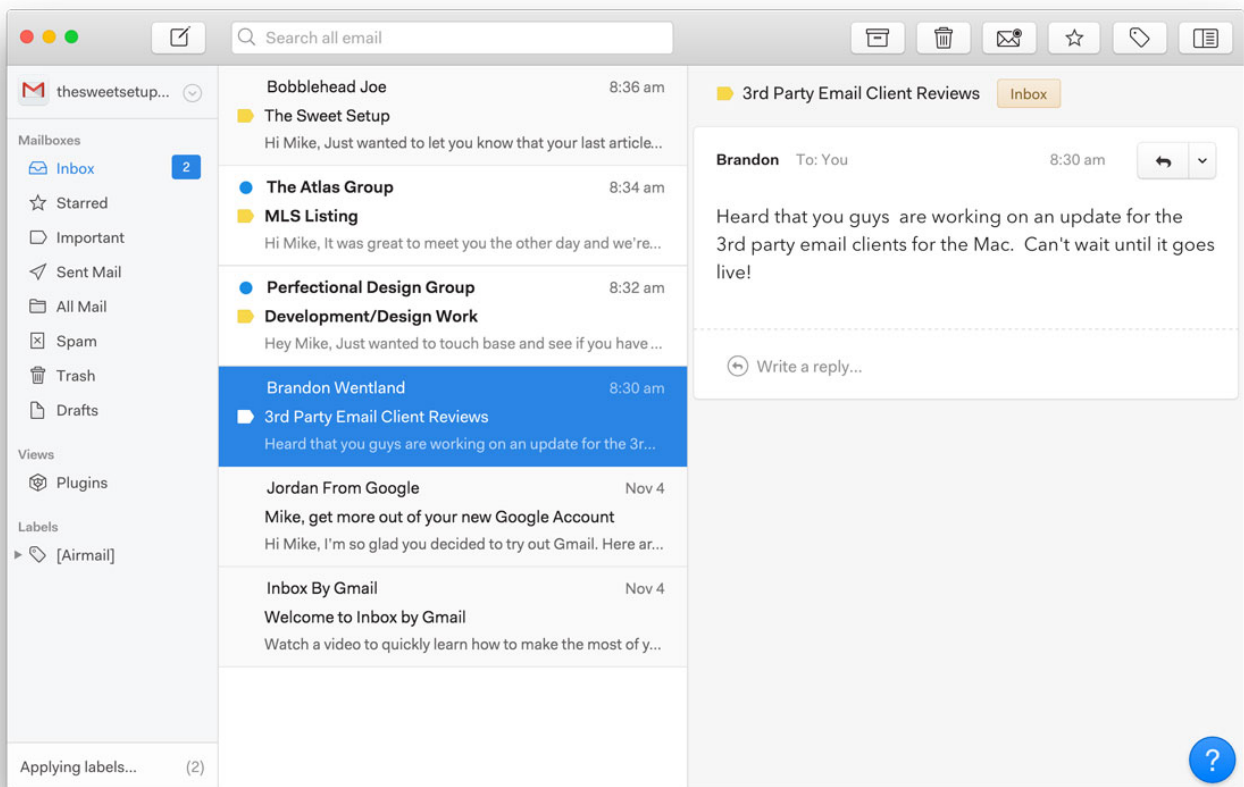 Search all email
thesweetsetup...
Mailboxes
Inbox 2
Starred
Important
Sent Mail
All Mail
Spam
Trash
Drafts
Views
Plugins
Labels
[Airmail]
Applying labels... (2)
Bobblehead Joe 8:36 am
The Sweet Setup
Hi Mike, Just wanted to let you know that your last article...
The Atlas Group 8:34 am
MLS Listing
Hi Mike, It was great to meet you the other day and we're...
Perfectional Design Group 8:32 am
Development/Design Work
Hey Mike, Just wanted to touch base and see if you have ...
Brandon Wentland 8:30 am
3rd Party Email Client Reviews
Heard that you guys are working on an update for the 3r...
Jordan From Google Nov 4
Mike, get more out of your new Google Account
Hi Mike, I'm so glad you decided to try out Gmail. Here ar...
Inbox By Gmail Nov 4
Welcome to Inbox by Gmail
Watch a video to quickly learn how to make the most of y...
3rd Party Email Client Reviews Inbox
Brandon To: You 8:30 am
Heard that you guys  are working on an update for the
3rd party email clients for the Mac.  Can't wait until it goes
live!
Write a reply...
?